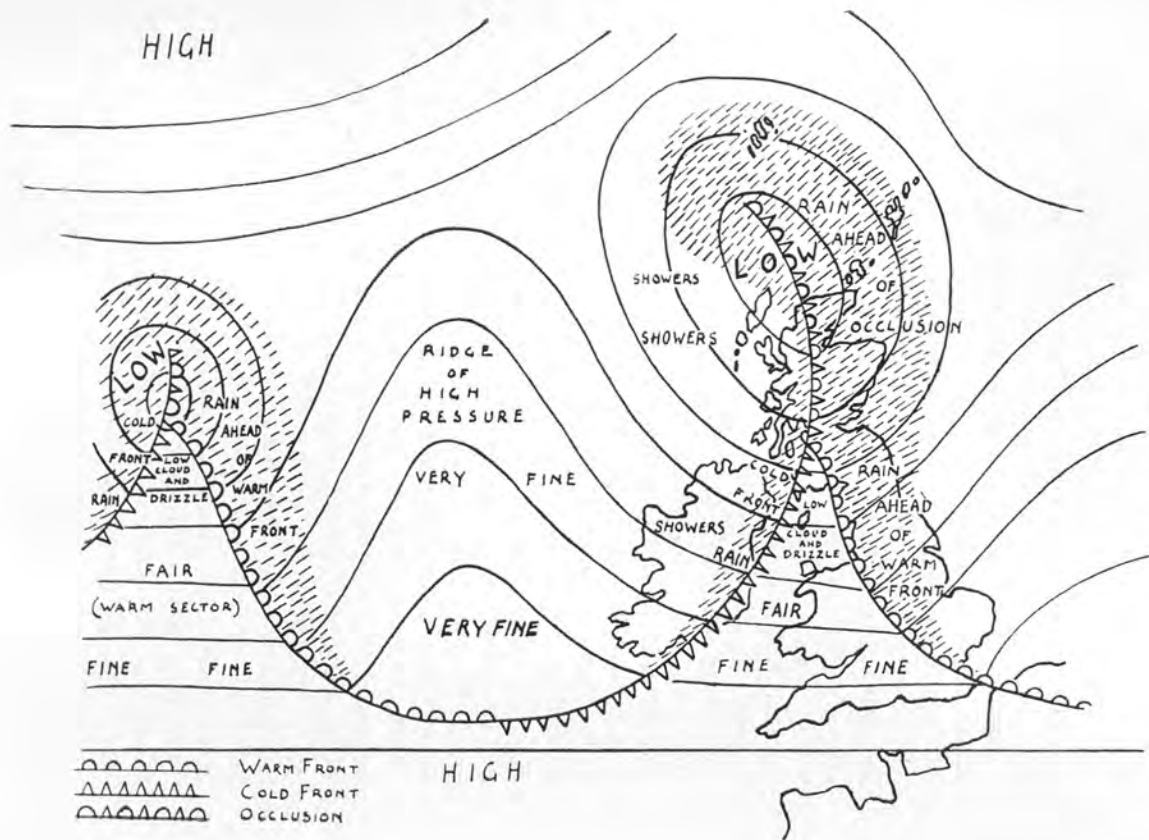 HIGH
LOW
RAIN
AHEAD
OF
OCCLUSION
SHOWERS
SHOWERS
LOW
RAIN
AHEAD
OF
WARM
FRONT
COLD
FRONT
RAIN
LOW
CLOUD
AND
DRIZZLE
FAIR
(WARM SECTOR)
FINE FINE
RIDGE
OF
HIGH
PRESSURE
VERY FINE
VERY FINE
SHOWERS
COLD
FRONT
RAIN
LOW
CLOUD
AND
DRIZZLE
FAIR
FINE FINE
RAIN
AHEAD
OF
WARM
FRONT
HIGH
WARM FRONT
COLD FRONT
OCCLUSION